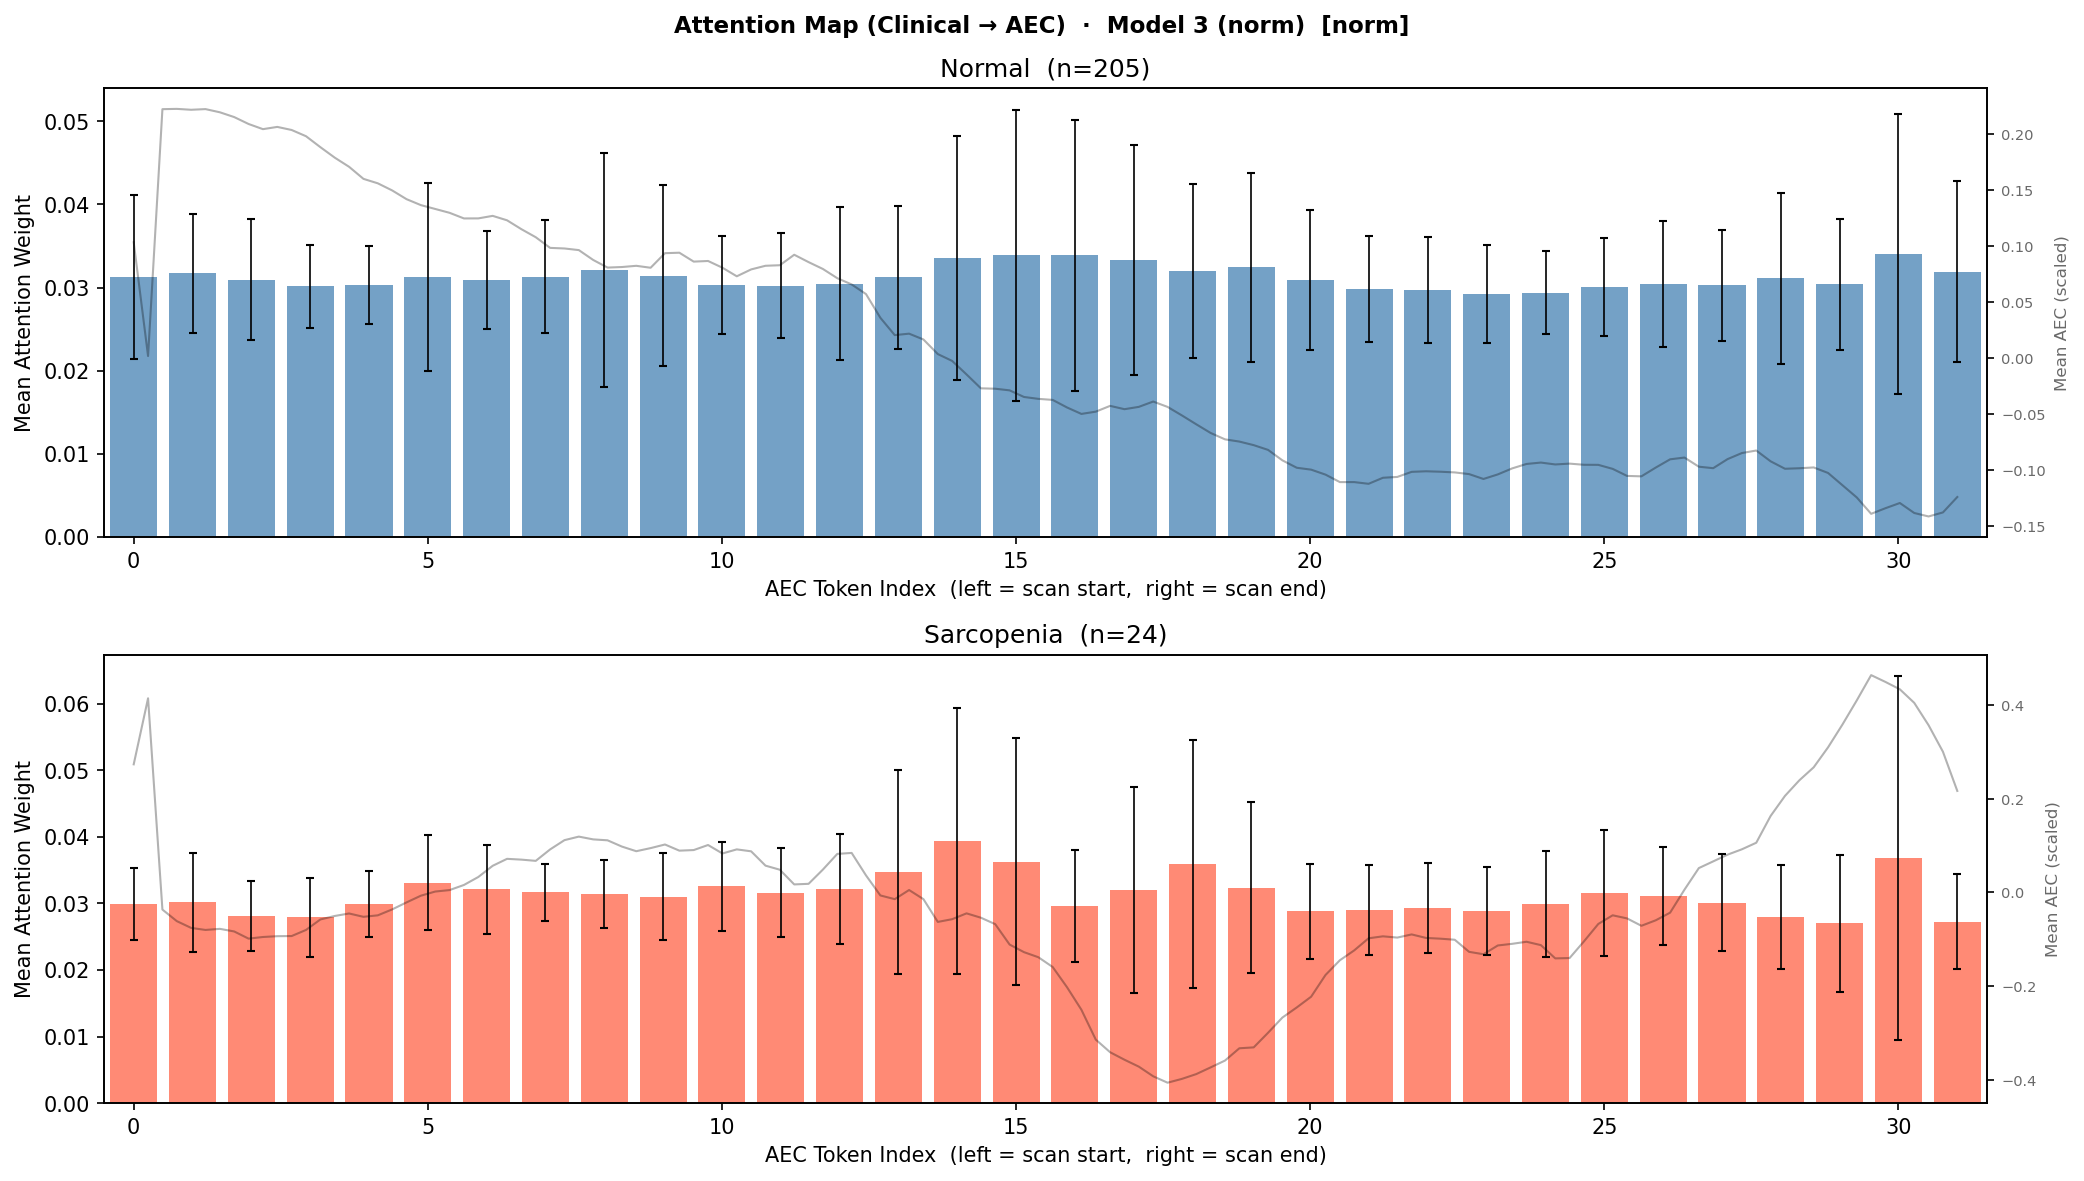 Attention Map (Clinical → AEC)  ·  Model 3 (norm)  [norm]
Normal  (n=205)
Mean Attention Weight
0.05
0.04
0.03
0.02
0.01
0.00
0.20
0.15
0.10
0.05
0.00
−0.05
−0.10
−0.15
Mean AEC (scaled)
0 5 10 15 20 25 30
AEC Token Index  (left = scan start,  right = scan end)
Sarcopenia  (n=24)
Mean Attention Weight
0.06
0.05
0.04
0.03
0.02
0.01
0.00
0.4
0.2
0.0
−0.2
−0.4
Mean AEC (scaled)
0 5 10 15 20 25 30
AEC Token Index  (left = scan start,  right = scan end)